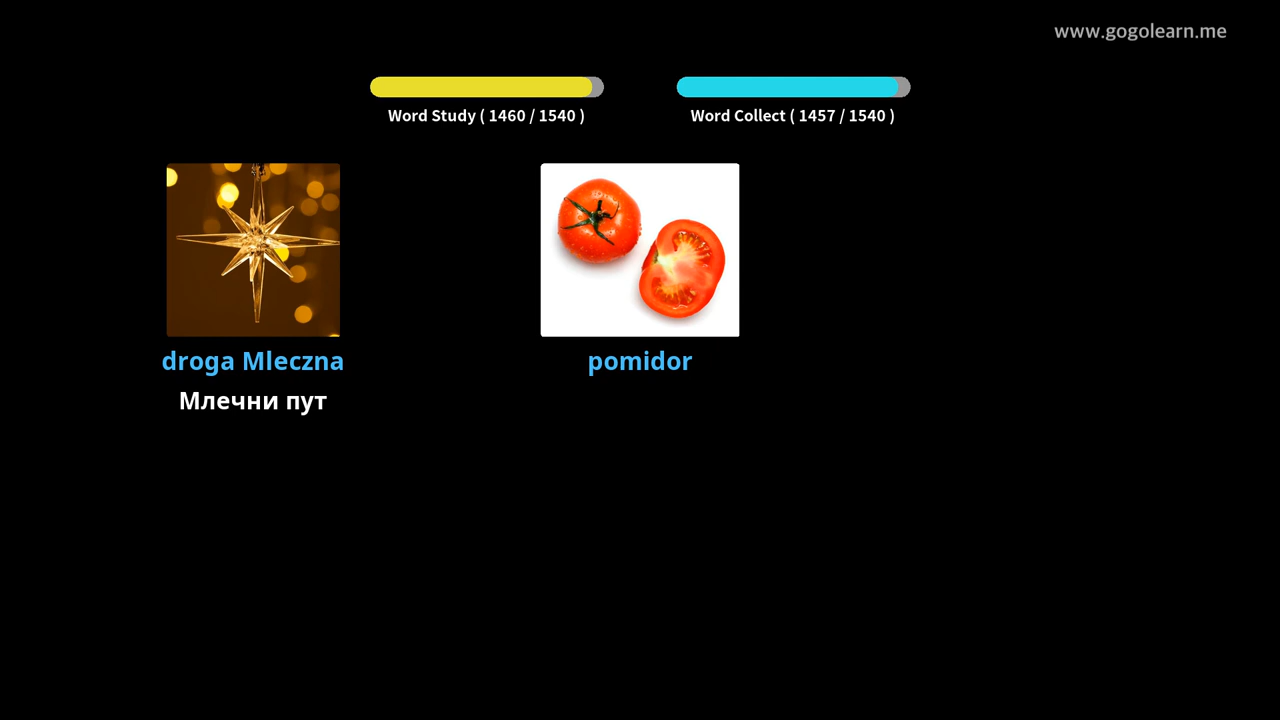 www.gogolearn.me
Word Study ( 1460 / 1540 )
Word Collect ( 1457 / 1540 )
droga Mleczna
Млечни пут
pomidor